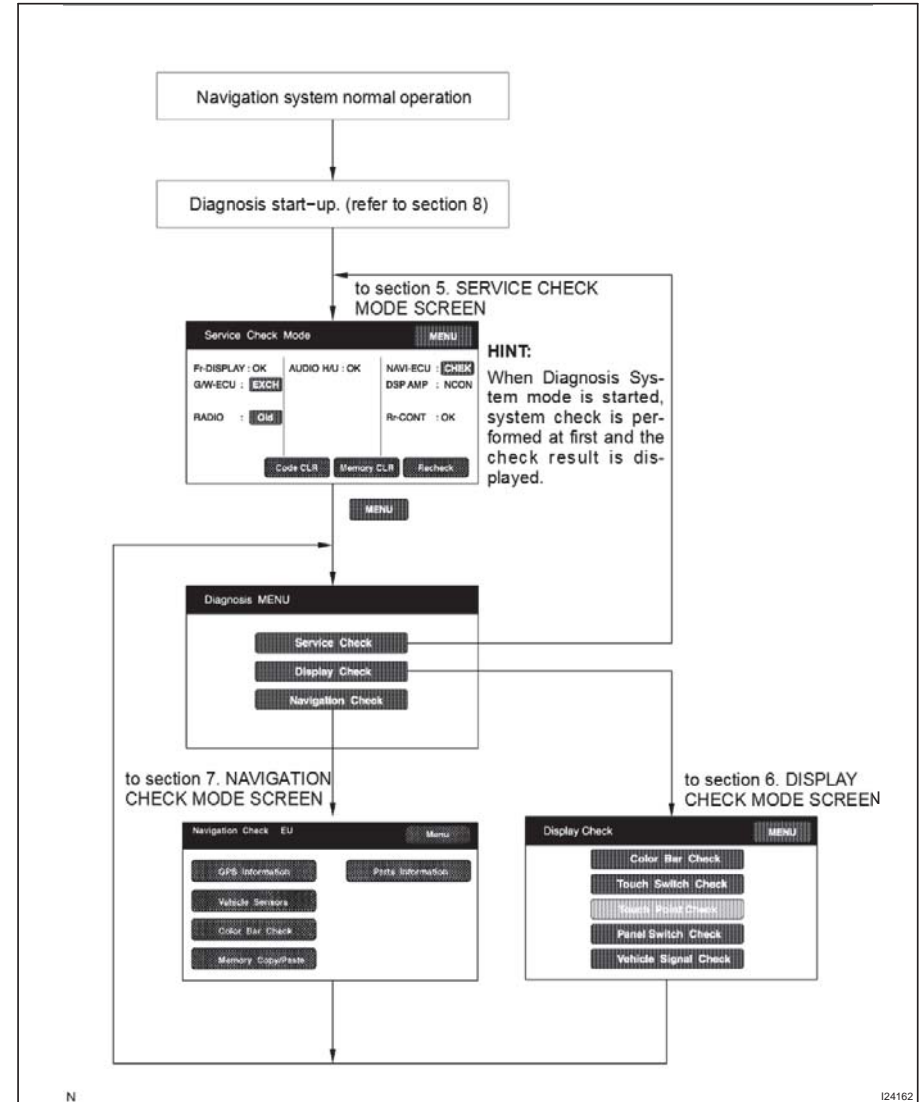 Navigation system normal operation
Diagnosis start−up. (refer to section 8)
to section 5. SERVICE CHECK
MODE SCREEN
Service Check Mode
MENU
Fr-DISPLAY : OK
AUDIO H/U : OK
NAVI-ECU : CHEK
G/W-ECU : EXCH
DSP AMP : NCON
RADIO : Old
Rr-CONT : OK
Code CLR
Memory CLR
Recheck
HINT:
When Diagnosis Sys-
tem mode is started,
system check is per-
formed at first and the
check result is dis-
played.
MENU
Diagnosis MENU
Service Check
Display Check
Navigation Check
to section 7. NAVIGATION
CHECK MODE SCREEN
to section 6. DISPLAY
CHECK MODE SCREEN
Navigation Check EU
Menu
GPS Information
Parts Information
Vehicle Sensors
Color Bar Check
Memory Copy/Paste
Display Check
MENU
Color Bar Check
Touch Switch Check
Touch Point Check
Panel Switch Check
Vehicle Signal Check
N
I24162